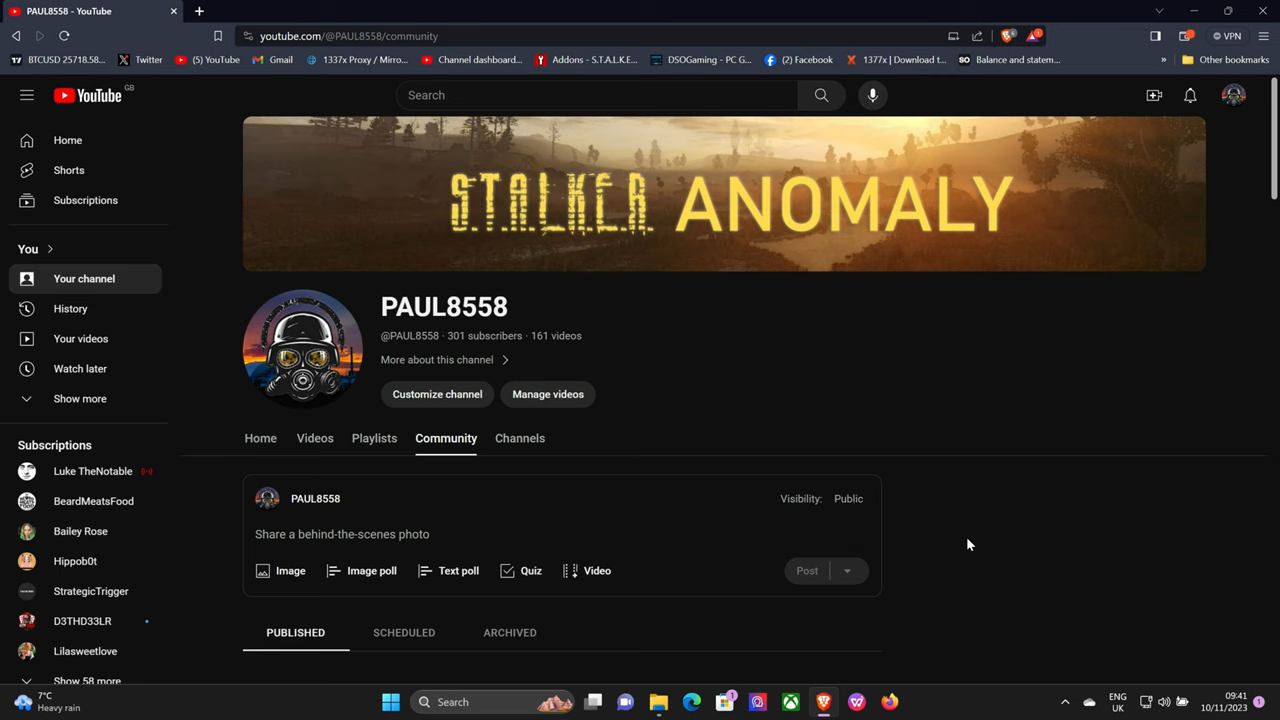 PAUL8558 - YouTube
youtube.com/@PAUL8558/community
6
1
VPN
BTCUSD 25718.58...
Twitter
(5) YouTube
Gmail
1337x Proxy / Mirro...
Channel dashboard...
Addons - S.T.A.L.K.E...
DSOGaming - PC G...
(2) Facebook
1377x | Download t...
SO Balance and statem...
»
Other bookmarks
YouTube GB
Search
Home
Shorts
Subscriptions
You
Your channel
History
Your videos
Watch later
Show more
Subscriptions
Luke TheNotable
BeardMeatsFood
Bailey Rose
Hippob0t
StrategicTrigger
D3THD33LR
Lilasweetlove
Show 58 more
S.T.A.L.K.E.R. ANOMALY
PAUL8558
@PAUL8558 · 301 subscribers · 161 videos
More about this channel
Customize channel
Manage videos
Home
Videos
Playlists
Community
Channels
PAUL8558
Visibility: Public
Share a behind-the-scenes photo
Image
Image poll
Text poll
Quiz
Video
Post
PUBLISHED
SCHEDULED
ARCHIVED
7°C
Heavy rain
Search
1
ENG
UK
09:41
10/11/2023
1